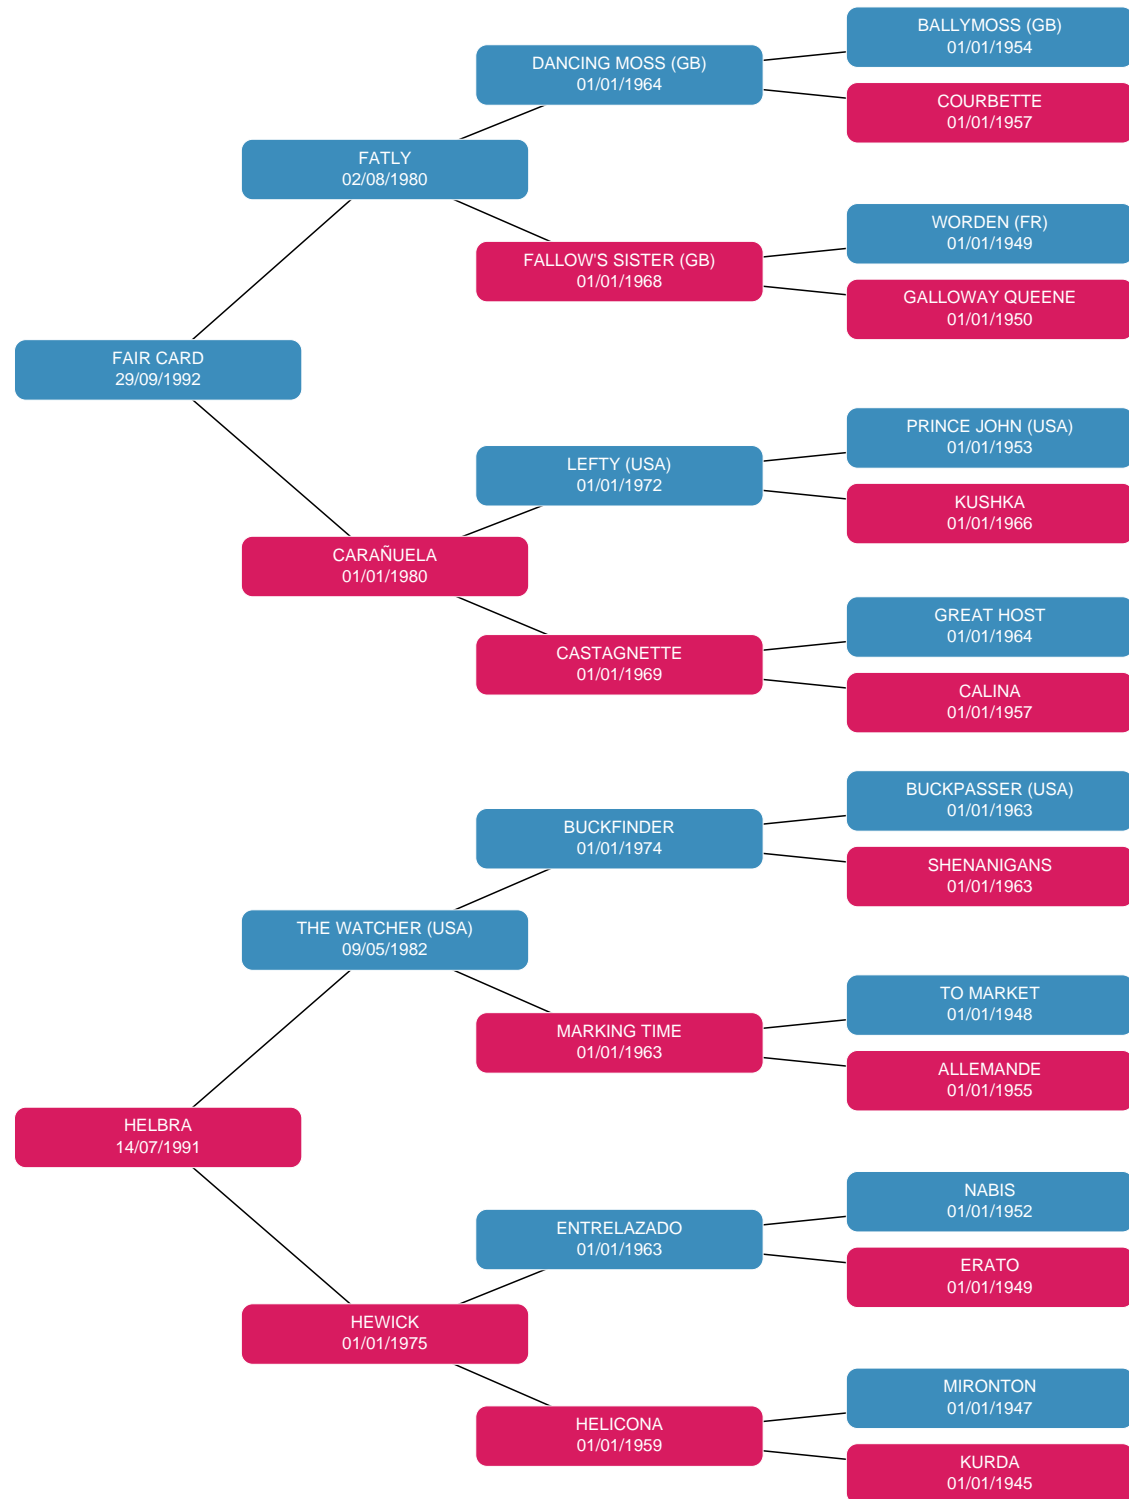 BALLYMOSS (GB)
01/01/1954
DANCING MOSS (GB)
01/01/1964
COURBETTE
01/01/1957
FATLY
02/08/1980
WORDEN (FR)
01/01/1949
FALLOW'S SISTER (GB)
01/01/1968
GALLOWAY QUEENE
01/01/1950
FAIR CARD
29/09/1992
PRINCE JOHN (USA)
01/01/1953
LEFTY (USA)
01/01/1972
KUSHKA
01/01/1966
CARAÑUELA
01/01/1980
GREAT HOST
01/01/1964
CASTAGNETTE
01/01/1969
CALINA
01/01/1957
BUCKPASSER (USA)
01/01/1963
BUCKFINDER
01/01/1974
SHENANIGANS
01/01/1963
THE WATCHER (USA)
09/05/1982
TO MARKET
01/01/1948
MARKING TIME
01/01/1963
ALLEMANDE
01/01/1955
HELBRA
14/07/1991
NABIS
01/01/1952
ENTRELAZADO
01/01/1963
ERATO
01/01/1949
HEWICK
01/01/1975
MIRONTON
01/01/1947
HELICONA
01/01/1959
KURDA
01/01/1945